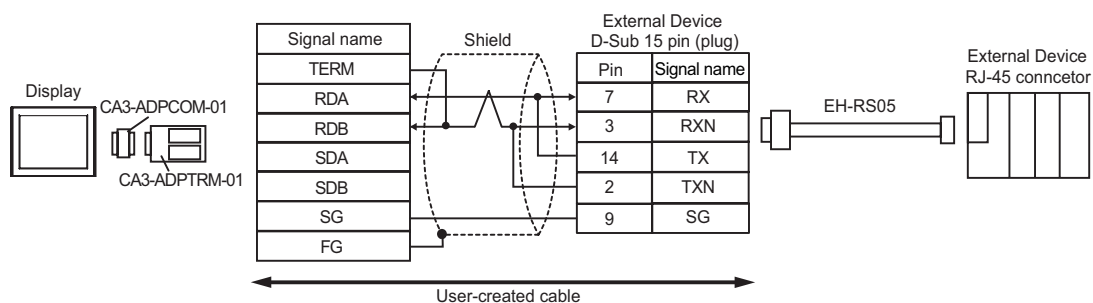 Display
CA3-ADPCOM-01
CA3-ADPTRM-01
Signal name
TERM
RDA
RDB
SDA
SDB
SG
FG
Shield
External Device
D-Sub 15 pin (plug)
Pin Signal name
7 RX
3 RXN
14 TX
2 TXN
9 SG
EH-RS05
External Device
RJ-45 conncetor
User-created cable